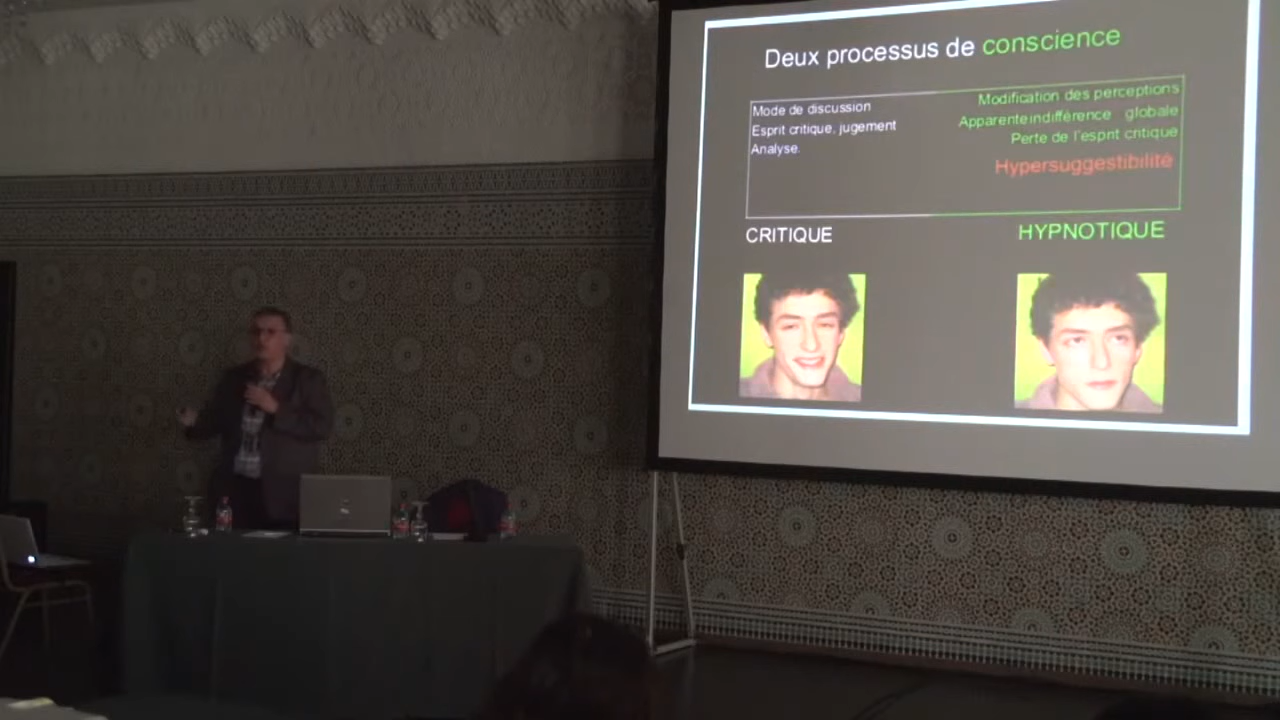 Deux processus de conscience
Mode de discussion
Esprit critique, jugement
Analyse.
Modification des perceptions
Apparente indifférence globale
Perte de l'esprit critique
Hypersuggestibilité
CRITIQUE
HYPNOTIQUE